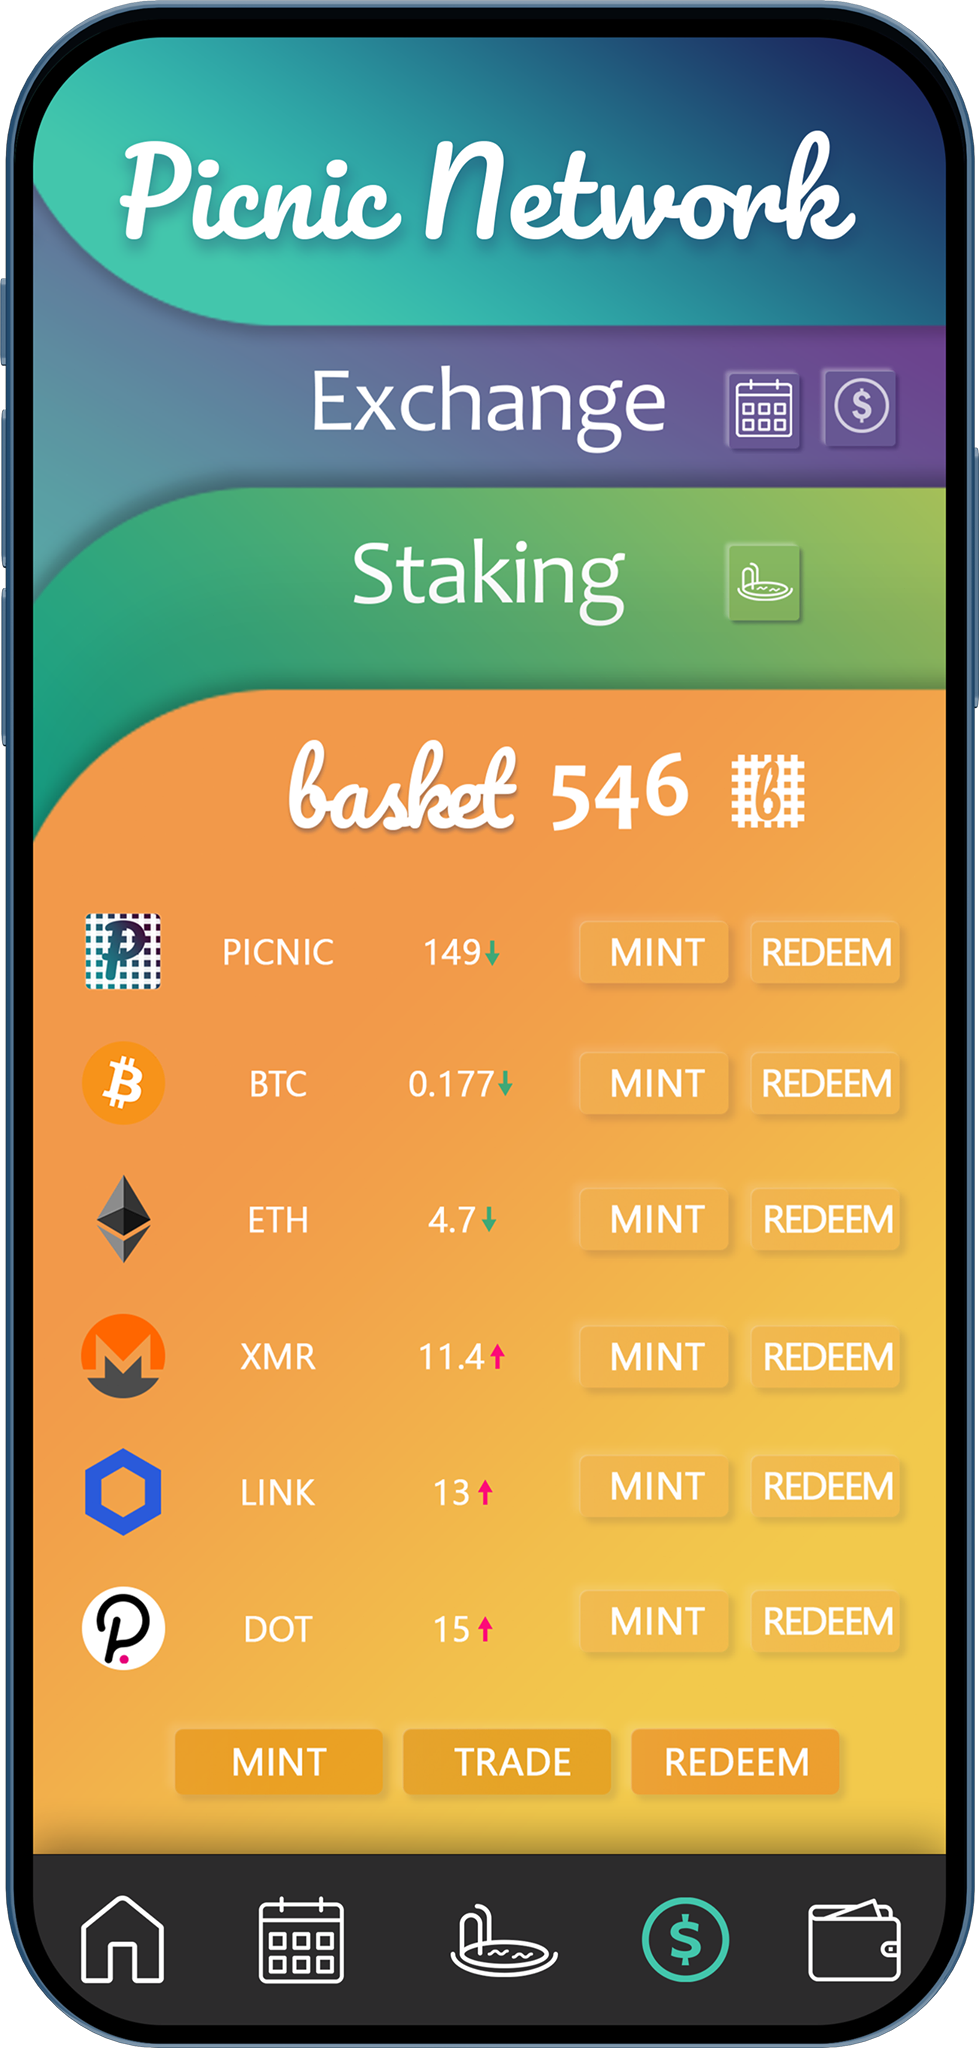 Picnic Network
Exchange
Staking
basket 546
PICNIC 149 MINT REDEEM
BTC 0.177 MINT REDEEM
ETH 4.7 MINT REDEEM
XMR 11.4 MINT REDEEM
LINK 13 MINT REDEEM
DOT 15 MINT REDEEM
MINT TRADE REDEEM